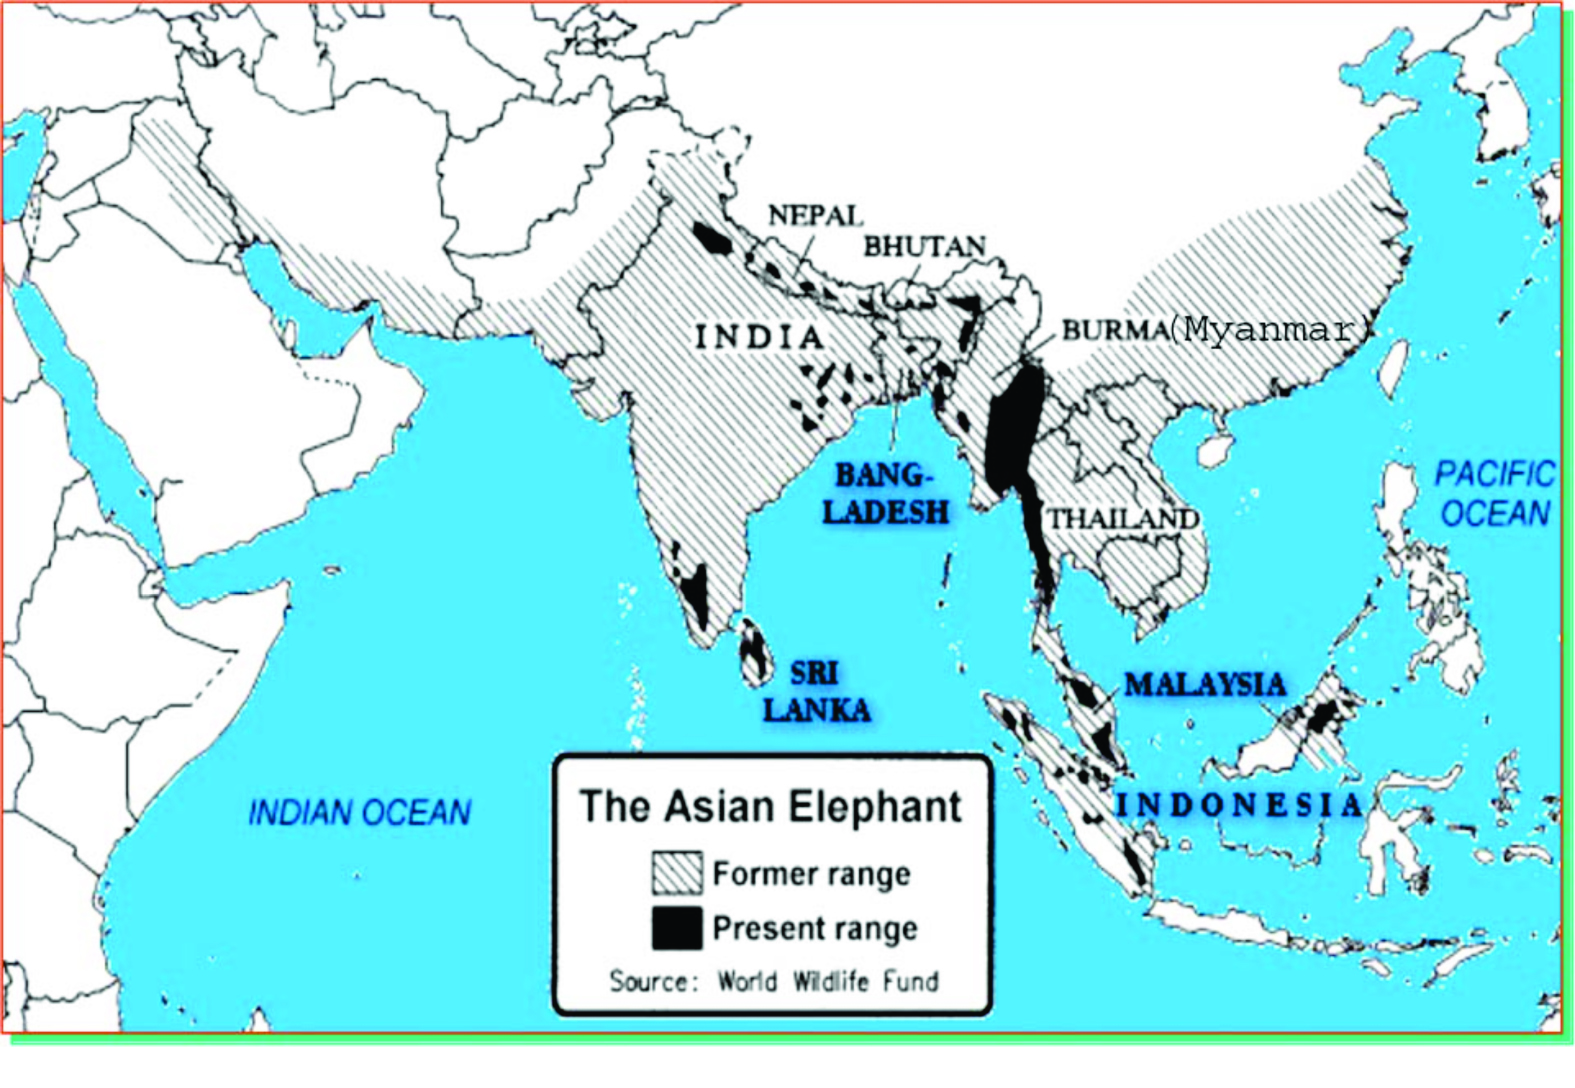 NEPAL
BHUTAN
INDIA
BURMA(Myanmar)
BANG-
LADESH
THAILAND
PACIFIC
OCEAN
SRI
LANKA
MALAYSIA
INDONESIA
INDIAN OCEAN
The Asian Elephant
Former range
Present range
Source: World Wildlife Fund